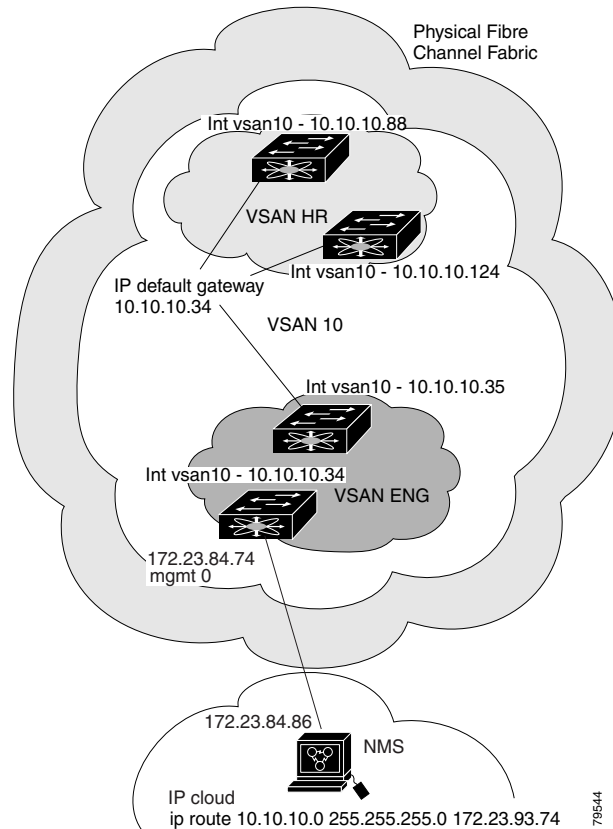 Physical Fibre
Channel Fabric
Int vsan10 - 10.10.10.88
VSAN HR
Int vsan10 - 10.10.10.124
IP default gateway
10.10.10.34
VSAN 10
Int vsan10 - 10.10.10.35
Int vsan10 - 10.10.10.34
VSAN ENG
172.23.84.74
mgmt 0
172.23.84.86
NMS
IP cloud
ip route 10.10.10.0 255.255.255.0 172.23.93.74
79544